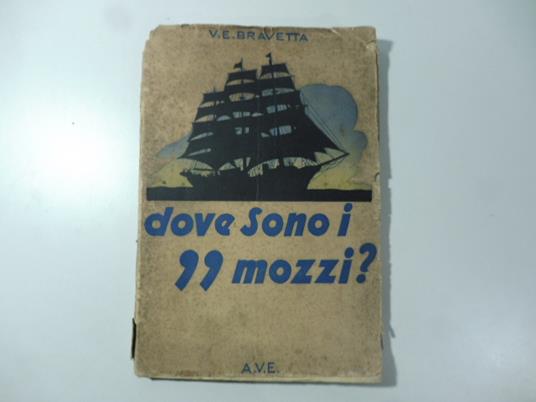 V.E.BRAVETTA
dove Sono i
99 mozzi?
A.V.E.